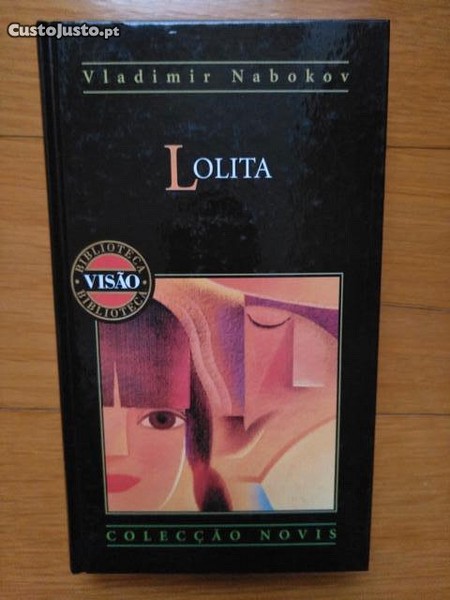 CustoJusto.pt
Vladimir Nabokov
LOLITA
BIBLIOTECA
VISÃO
BIBLIOTECA
COLECÇÃO NOVIS